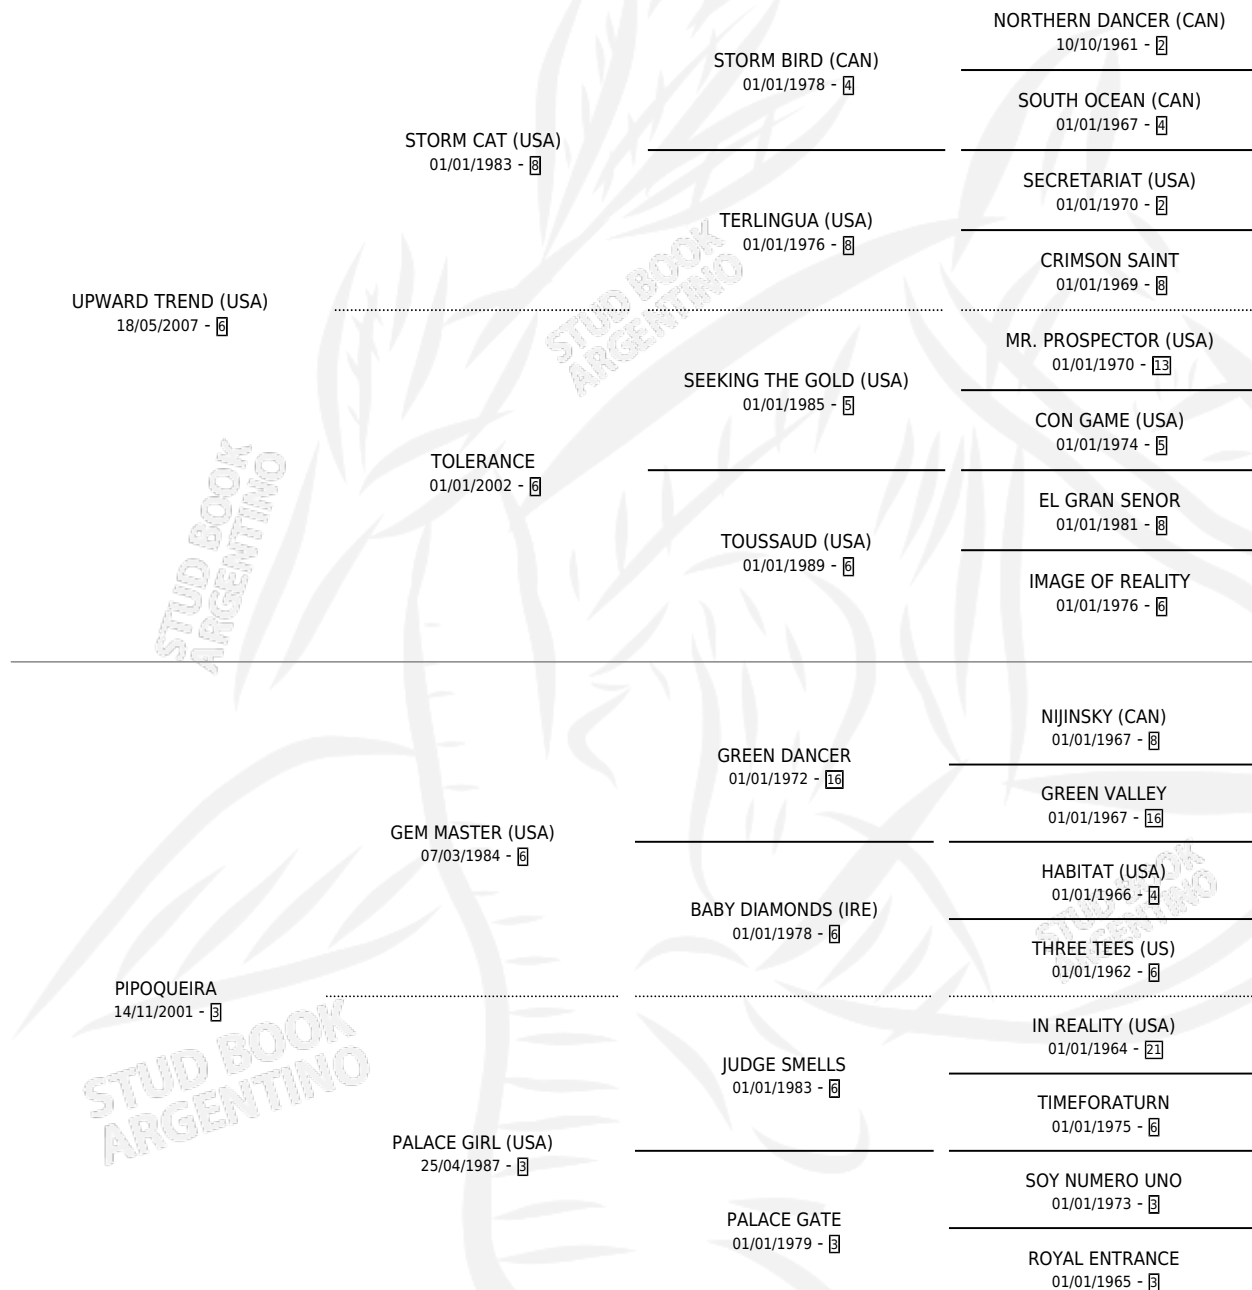 NORTHERN DANCER (CAN)
10/10/1961 - 2
STORM BIRD (CAN)
01/01/1978 - 4
SOUTH OCEAN (CAN)
01/01/1967 - 4
STORM CAT (USA)
01/01/1983 - 8
SECRETARIAT (USA)
01/01/1970 - 2
TERLINGUA (USA)
01/01/1976 - 8
CRIMSON SAINT
01/01/1969 - 8
UPWARD TREND (USA)
18/05/2007 - 6
STUD BOOK
ARGENTINO
MR. PROSPECTOR (USA)
01/01/1970 - 13
SEEKING THE GOLD (USA)
01/01/1985 - 5
CON GAME (USA)
01/01/1974 - 5
TOLERANCE
01/01/2002 - 6
EL GRAN SENOR
01/01/1981 - 8
TOUSSAUD (USA)
01/01/1989 - 6
IMAGE OF REALITY
01/01/1976 - 6
STUD BOOK
ARGENTINO
NIJINSKY (CAN)
01/01/1967 - 8
GREEN DANCER
01/01/1972 - 16
GREEN VALLEY
01/01/1967 - 16
GEM MASTER (USA)
07/03/1984 - 6
HABITAT (USA)
01/01/1966 - 4
BABY DIAMONDS (IRE)
01/01/1978 - 6
THREE TEES (US)
01/01/1962 - 6
STUD BOOK
ARGENTINO
PIPOQUEIRA
14/11/2001 - 3
STUD BOOK
ARGENTINO
IN REALITY (USA)
01/01/1964 - 21
JUDGE SMELLS
01/01/1983 - 6
TIMEFORATURN
01/01/1975 - 6
PALACE GIRL (USA)
25/04/1987 - 3
SOY NUMERO UNO
01/01/1973 - 3
PALACE GATE
01/01/1979 - 3
ROYAL ENTRANCE
01/01/1965 - 3